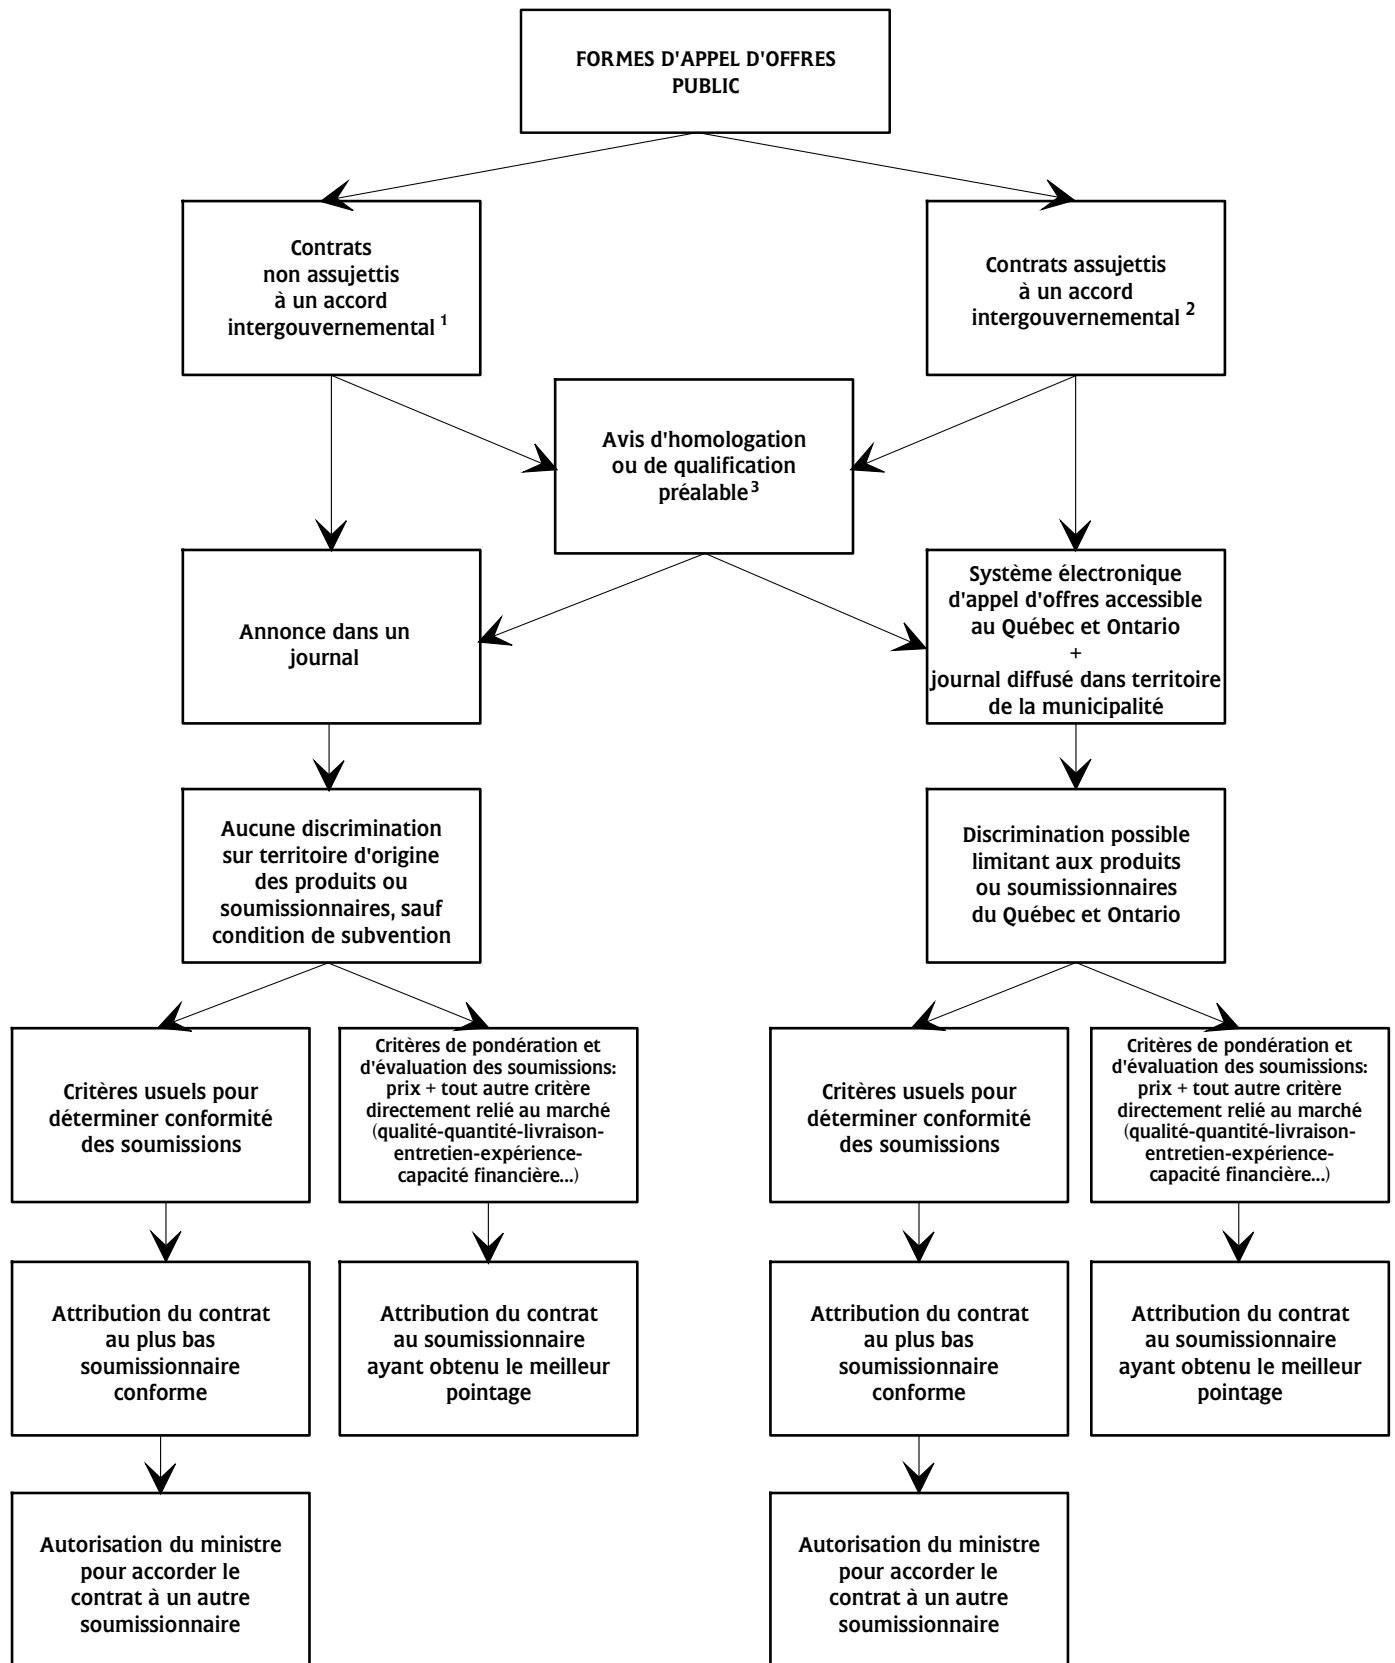 FORMES D'APPEL D'OFFRES
PUBLIC
Contrats
non assujettis
à un accord
intergouvernemental 1
Contrats assujettis
à un accord
intergouvernemental 2
Avis d'homologation
ou de qualification
préalable 3
Annonce dans un
journal
Système électronique
d'appel d'offres accessible
au Québec et Ontario
+
journal diffusé dans territoire
de la municipalité
Aucune discrimination
sur territoire d'origine
des produits ou
soumissionnaires, sauf
condition de subvention
Discrimination possible
limitant aux produits
ou soumissionnaires
du Québec et Ontario
Critères usuels pour
déterminer conformité
des soumissions
Critères de pondération et
d'évaluation des soumissions:
prix + tout autre critère
directement relié au marché
(qualité-quantité-livraison-
entretien-expérience-
capacité financière...)
Critères usuels pour
déterminer conformité
des soumissions
Critères de pondération et
d'évaluation des soumissions:
prix + tout autre critère
directement relié au marché
(qualité-quantité-livraison-
entretien-expérience-
capacité financière...)
Attribution du contrat
au plus bas
soumissionnaire
conforme
Attribution du contrat
au soumissionnaire
ayant obtenu le meilleur
pointage
Attribution du contrat
au plus bas
soumissionnaire
conforme
Attribution du contrat
au soumissionnaire
ayant obtenu le meilleur
pointage
Autorisation du ministre
pour accorder le
contrat à un autre
soumissionnaire
Autorisation du ministre
pour accorder le
contrat à un autre
soumissionnaire